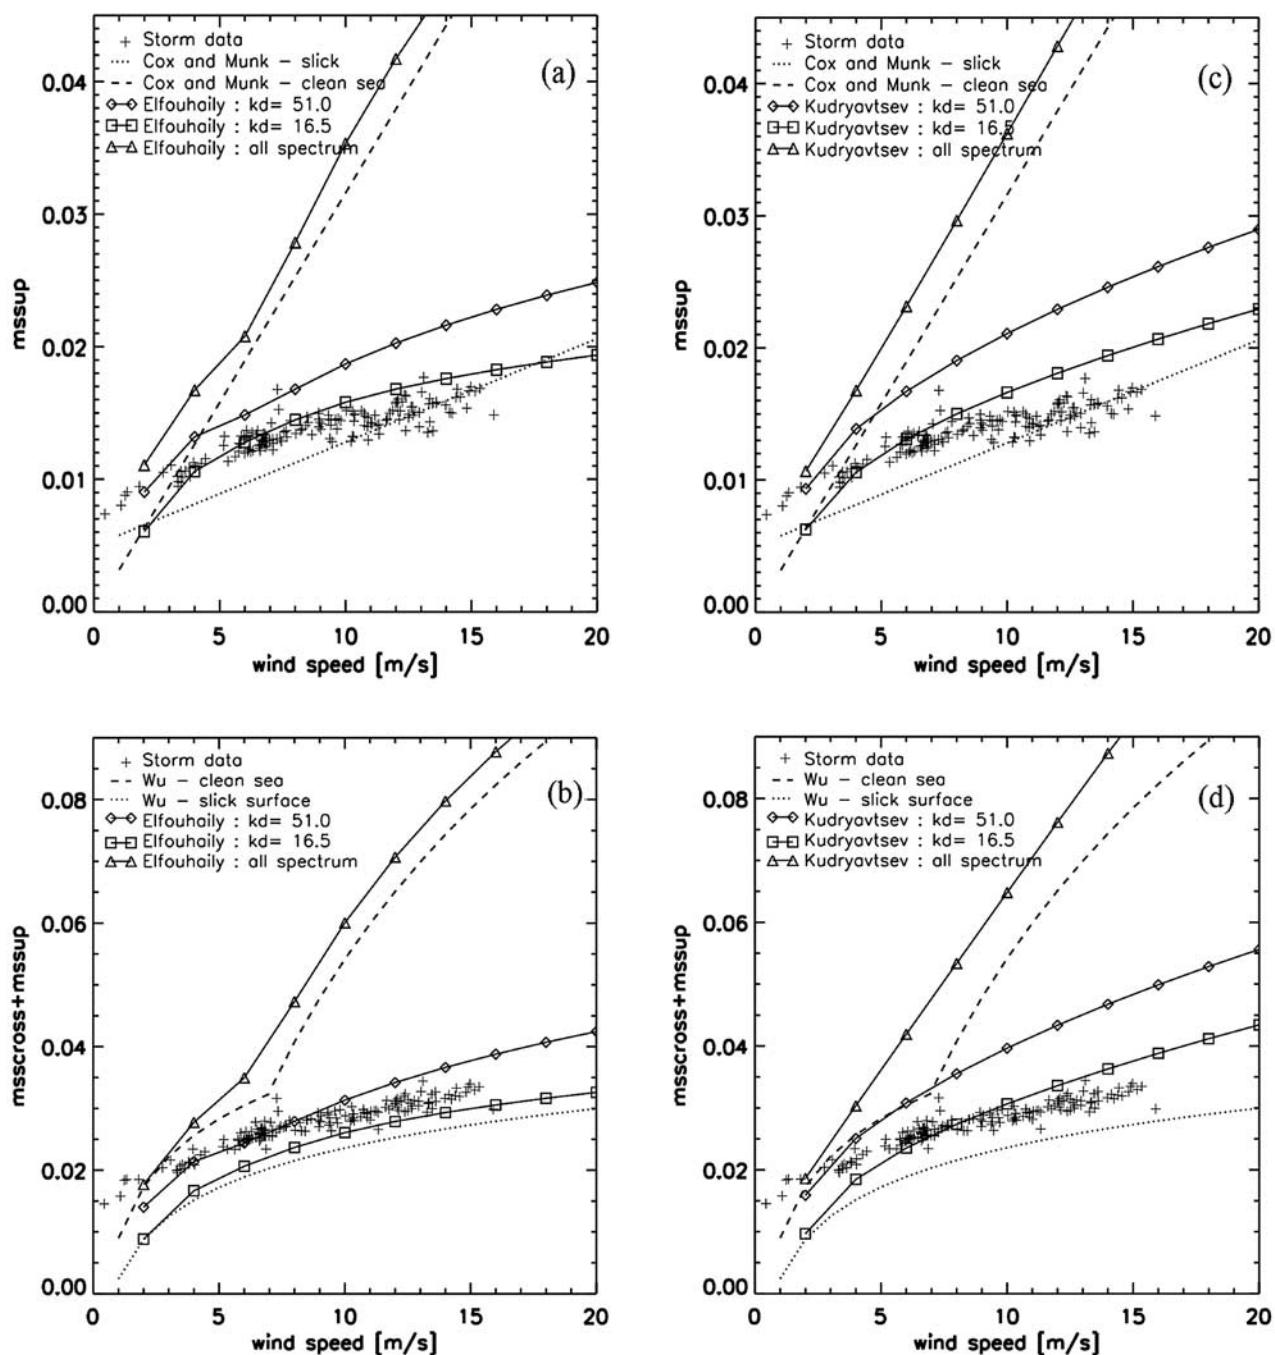 + Storm data
Cox and Munk – slick
Cox and Munk – clean sea
Elfouhaily : kd= 51.0
Elfouhaily : kd= 16.5
Elfouhaily : all spectrum
(a)
mssup
0.04
0.03
0.02
0.01
0.00
0
5
10
15
20
wind speed [m/s]
+ Storm data
Cox and Munk – slick
Cox and Munk – clean sea
Kudryavtsev : kd= 51.0
Kudryavtsev : kd= 16.5
Kudryavtsev : all spectrum
(c)
mssup
0.04
0.03
0.02
0.01
0.00
0
5
10
15
20
wind speed [m/s]
+ Storm data
Wu – clean sea
Wu – slick surface
Elfouhaily : kd= 51.0
Elfouhaily : kd= 16.5
Elfouhaily : all spectrum
(b)
msscross+mssup
0.08
0.06
0.04
0.02
0.00
0
5
10
15
20
wind speed [m/s]
+ Storm data
Wu – clean sea
Wu – slick surface
Kudryavtsev : kd= 51.0
Kudryavtsev : kd= 16.5
Kudryavtsev : all spectrum
(d)
msscross+mssup
0.08
0.06
0.04
0.02
0.00
0
5
10
15
20
wind speed [m/s]